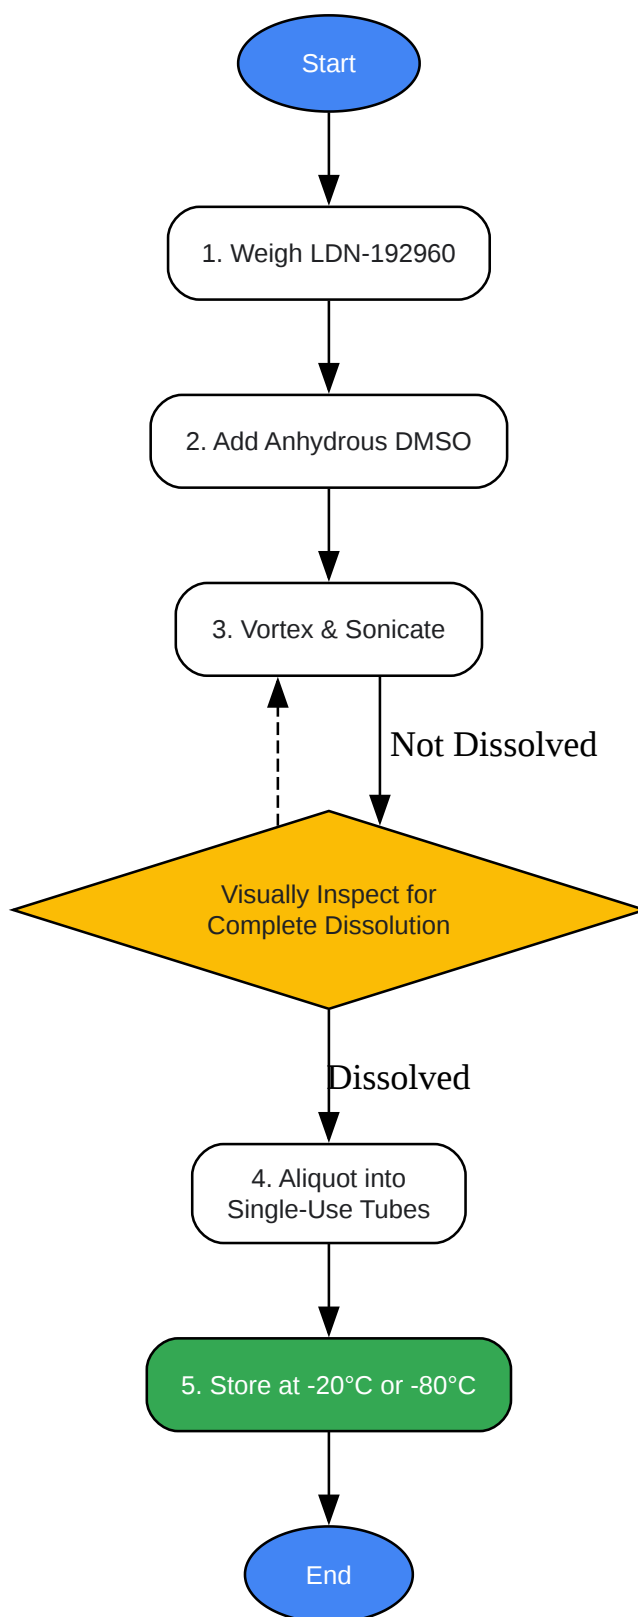 Start
1. Weigh LDN-192960
2. Add Anhydrous DMSO
3. Vortex & Sonicate
Not Dissolved
Visually Inspect for
Complete Dissolution
Dissolved
4. Aliquot into
Single-Use Tubes
5. Store at -20°C or -80°C
End